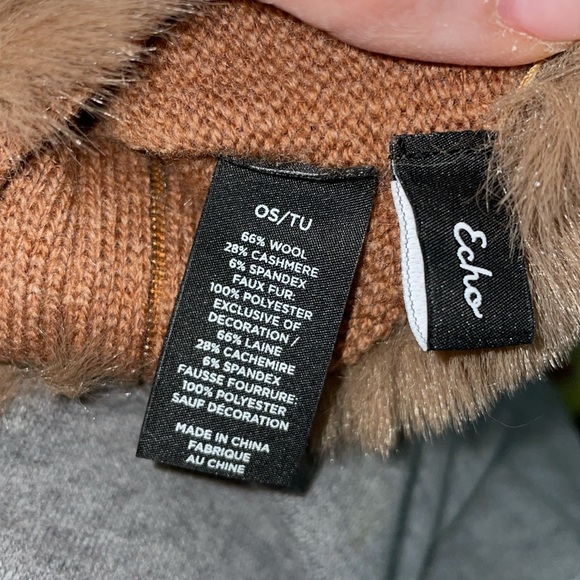 OS/TU
66% WOOL
28% CASHMERE
6% SPANDEX
FAUX FUR:
100% POLYESTER
EXCLUSIVE OF
DECORATION /
66% LAINE
28% CACHEMIRE
6% SPANDEX
FAUSSE FOURRURE:
100% POLYESTER
SAUF DÉCORATION
MADE IN CHINA
FABRIQUE
AU CHINE
Echo